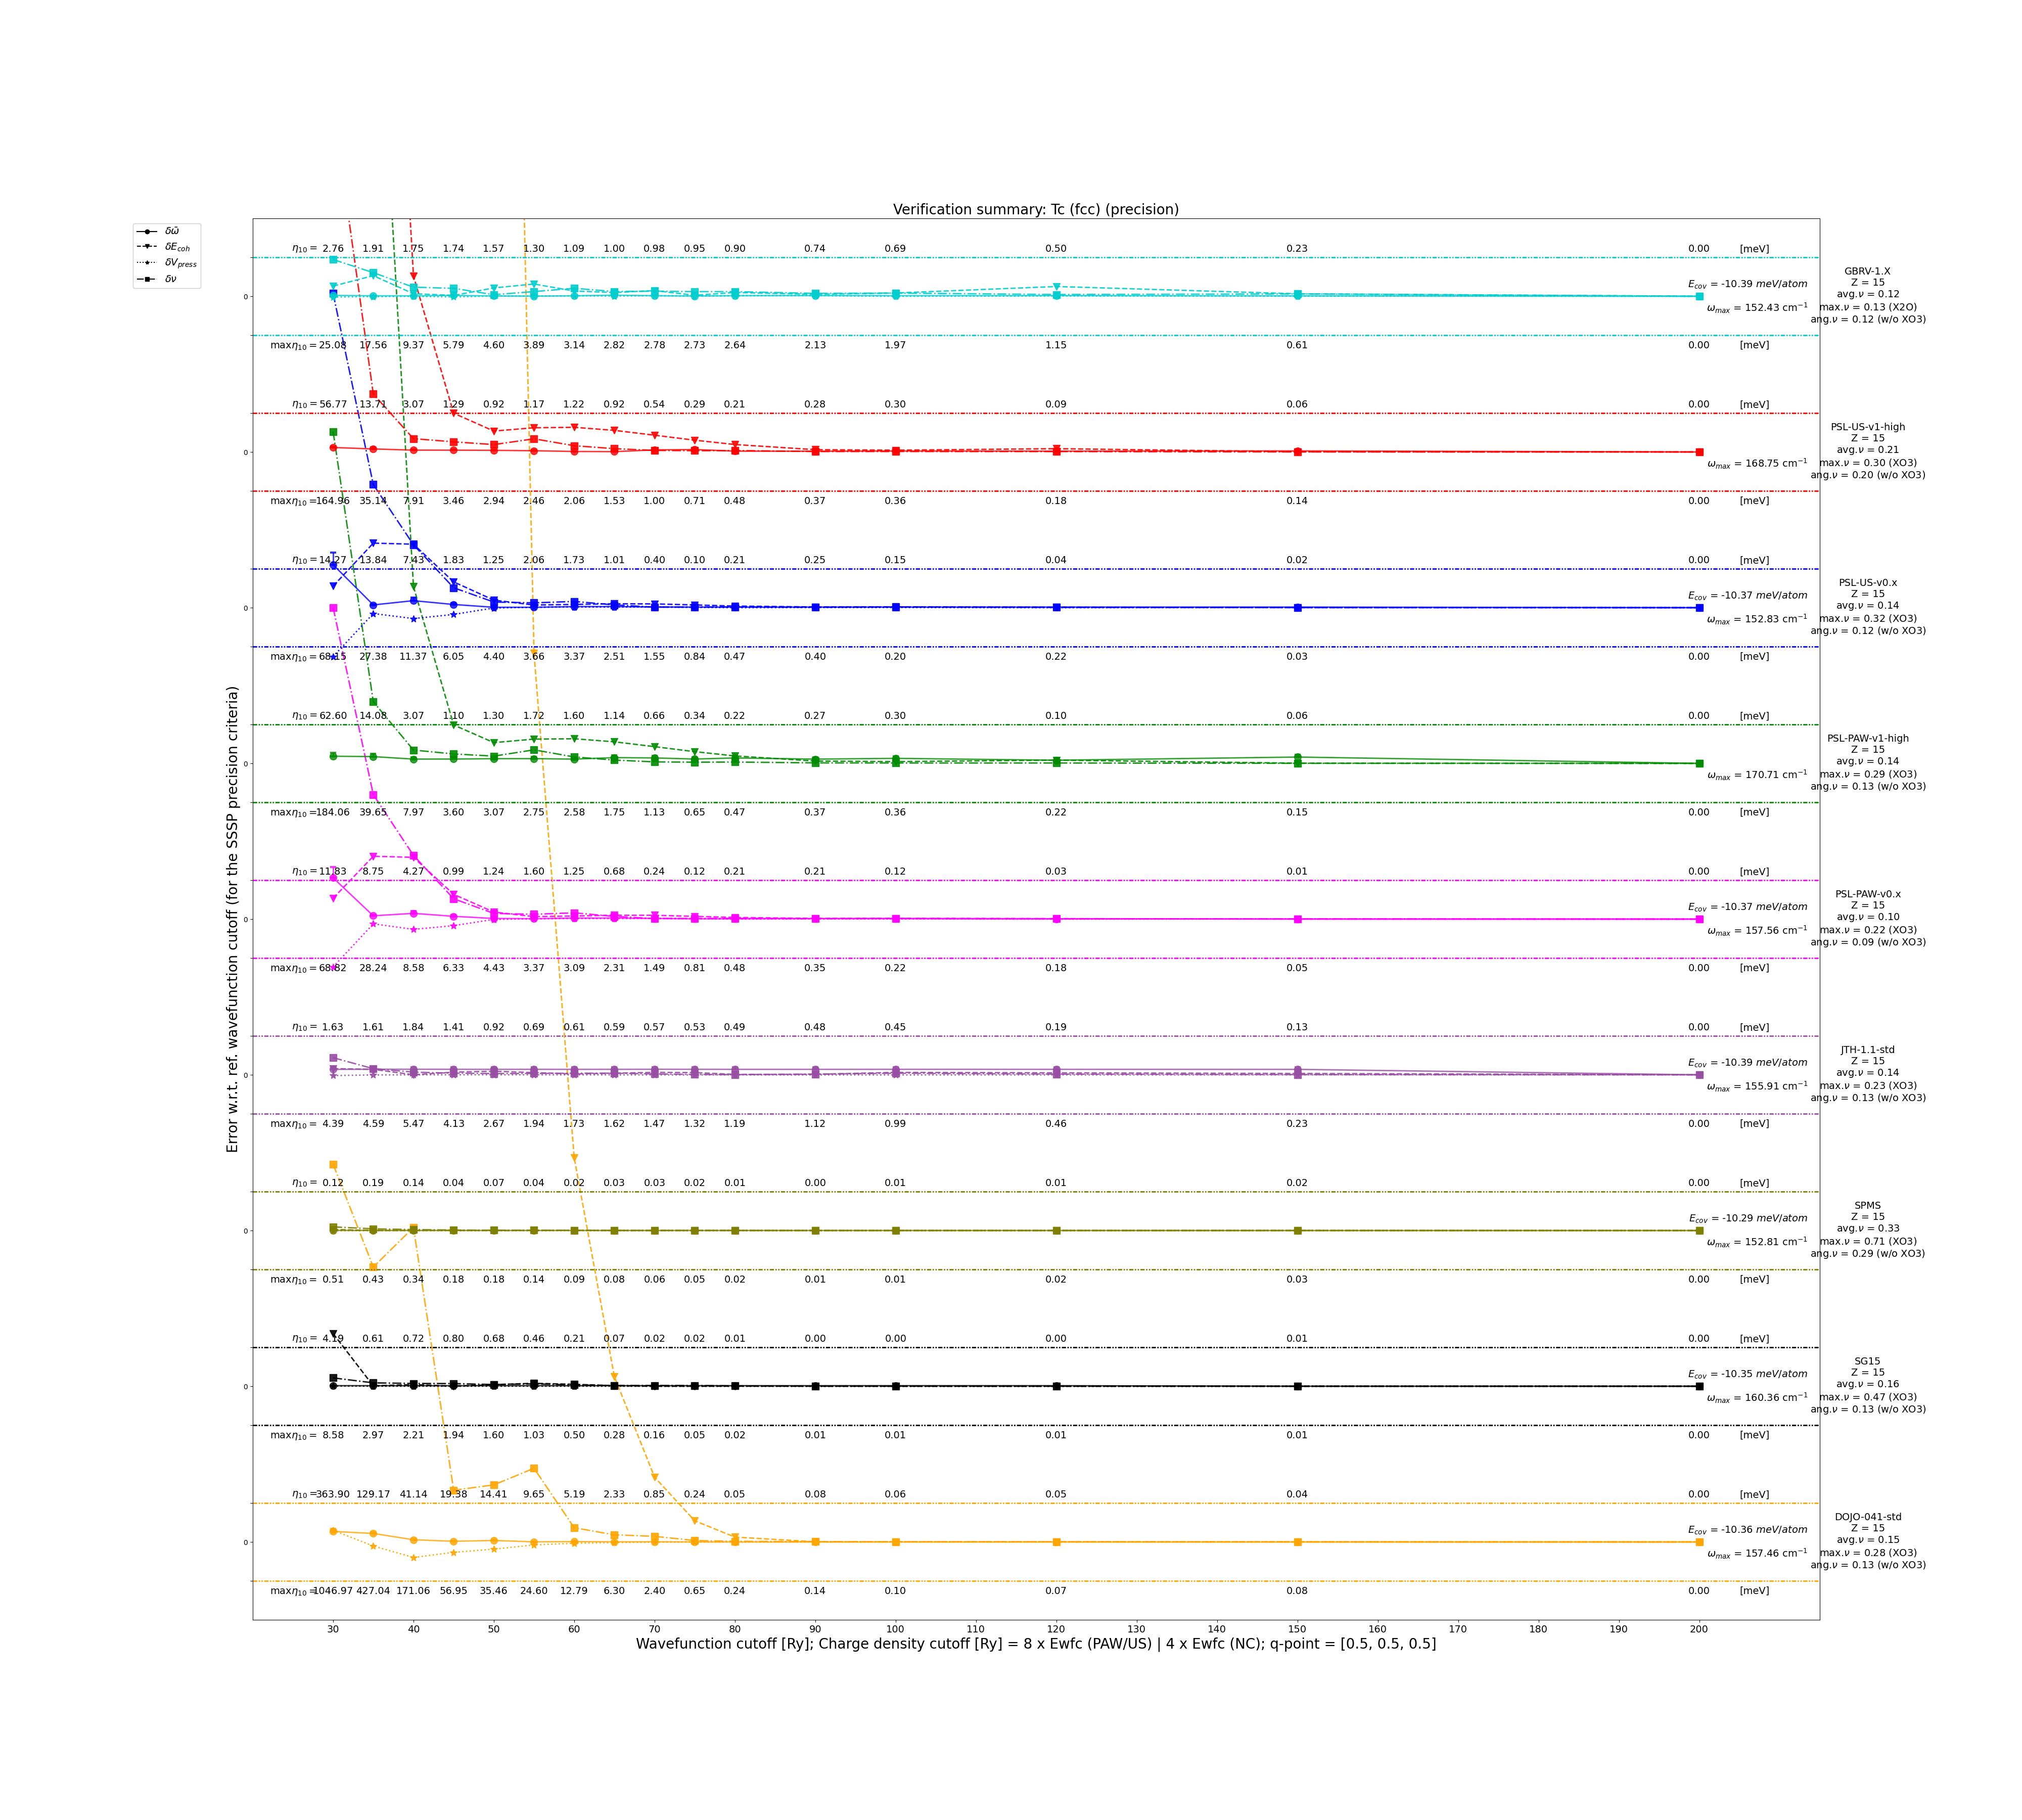 Verification summary: Tc (fcc) (precision)
δω̄
δE_coh
δV_press
δν
Error w.r.t. ref. wavefunction cutoff (for the SSSP precision criteria)
η10 = 2.76 1.91 1.75 1.74 1.57 1.30 1.09 1.00 0.98 0.95 0.90 0.74 0.69 0.50 0.23 0.00 [meV]
0
E_cov = -10.39 meV/atom
ω_max = 152.43 cm⁻¹
GBRV-1.X
Z = 15
avg.ν = 0.12
max.ν = 0.13 (X2O)
ang.ν = 0.12 (w/o XO3)
maxη10 = 25.08 17.56 9.37 5.79 4.60 3.89 3.14 2.82 2.78 2.73 2.64 2.13 1.97 1.15 0.61 0.00 [meV]
η10 = 56.77 13.71 3.07 1.29 0.92 1.17 1.22 0.92 0.54 0.29 0.21 0.28 0.30 0.09 0.06 0.00 [meV]
0
ω_max = 168.75 cm⁻¹
PSL-US-v1-high
Z = 15
avg.ν = 0.21
max.ν = 0.30 (XO3)
ang.ν = 0.20 (w/o XO3)
maxη10 = 164.96 35.14 7.91 3.46 2.94 2.46 2.06 1.53 1.00 0.71 0.48 0.37 0.36 0.18 0.14 0.00 [meV]
η10 = 14.27 13.84 7.43 1.83 1.25 2.06 1.73 1.01 0.40 0.10 0.21 0.25 0.15 0.04 0.02 0.00 [meV]
0
E_cov = -10.37 meV/atom
ω_max = 152.83 cm⁻¹
PSL-US-v0.x
Z = 15
avg.ν = 0.14
max.ν = 0.32 (XO3)
ang.ν = 0.12 (w/o XO3)
maxη10 = 68.15 27.38 11.37 6.05 4.40 3.66 3.37 2.51 1.55 0.84 0.47 0.40 0.20 0.22 0.03 0.00 [meV]
η10 = 62.60 14.08 3.07 1.10 1.30 1.72 1.60 1.14 0.66 0.34 0.22 0.27 0.30 0.10 0.06 0.00 [meV]
0
ω_max = 170.71 cm⁻¹
PSL-PAW-v1-high
Z = 15
avg.ν = 0.14
max.ν = 0.29 (XO3)
ang.ν = 0.13 (w/o XO3)
maxη10 = 184.06 39.65 7.97 3.60 3.07 2.75 2.58 1.75 1.13 0.65 0.47 0.37 0.36 0.22 0.15 0.00 [meV]
η10 = 11.83 8.75 4.27 0.99 1.24 1.60 1.25 0.68 0.24 0.12 0.21 0.21 0.12 0.03 0.01 0.00 [meV]
0
E_cov = -10.37 meV/atom
ω_max = 157.56 cm⁻¹
PSL-PAW-v0.x
Z = 15
avg.ν = 0.10
max.ν = 0.22 (XO3)
ang.ν = 0.09 (w/o XO3)
maxη10 = 68.82 28.24 8.58 6.33 4.43 3.37 3.09 2.31 1.49 0.81 0.48 0.35 0.22 0.18 0.05 0.00 [meV]
η10 = 1.63 1.61 1.84 1.41 0.92 0.69 0.61 0.59 0.57 0.53 0.49 0.48 0.45 0.19 0.13 0.00 [meV]
0
E_cov = -10.39 meV/atom
ω_max = 155.91 cm⁻¹
JTH-1.1-std
Z = 15
avg.ν = 0.14
max.ν = 0.23 (XO3)
ang.ν = 0.13 (w/o XO3)
maxη10 = 4.39 4.59 5.47 4.13 2.67 1.94 1.73 1.62 1.47 1.32 1.19 1.12 0.99 0.46 0.23 0.00 [meV]
η10 = 0.12 0.19 0.14 0.04 0.07 0.04 0.02 0.03 0.03 0.02 0.01 0.00 0.01 0.01 0.02 0.00 [meV]
0
E_cov = -10.29 meV/atom
ω_max = 152.81 cm⁻¹
SPMS
Z = 15
avg.ν = 0.33
max.ν = 0.71 (XO3)
ang.ν = 0.29 (w/o XO3)
maxη10 = 0.51 0.43 0.34 0.18 0.18 0.14 0.09 0.08 0.06 0.05 0.02 0.01 0.01 0.02 0.03 0.00 [meV]
η10 = 4.19 0.61 0.72 0.80 0.68 0.46 0.21 0.07 0.02 0.02 0.01 0.00 0.00 0.00 0.01 0.00 [meV]
0
E_cov = -10.35 meV/atom
ω_max = 160.36 cm⁻¹
SG15
Z = 15
avg.ν = 0.16
max.ν = 0.47 (XO3)
ang.ν = 0.13 (w/o XO3)
maxη10 = 8.58 2.97 2.21 1.94 1.60 1.03 0.50 0.28 0.16 0.05 0.02 0.01 0.01 0.01 0.01 0.00 [meV]
η10 = 363.90 129.17 41.14 19.38 14.41 9.65 5.19 2.33 0.85 0.24 0.05 0.08 0.06 0.05 0.04 0.00 [meV]
0
E_cov = -10.36 meV/atom
ω_max = 157.46 cm⁻¹
DOJO-041-std
Z = 15
avg.ν = 0.15
max.ν = 0.28 (XO3)
ang.ν = 0.13 (w/o XO3)
maxη10 = 1046.97 427.04 171.06 56.95 35.46 24.60 12.79 6.30 2.40 0.65 0.24 0.14 0.10 0.07 0.08 0.00 [meV]
30 40 50 60 70 80 90 100 110 120 130 140 150 160 170 180 190 200
Wavefunction cutoff [Ry]; Charge density cutoff [Ry] = 8 x Ewfc (PAW/US) | 4 x Ewfc (NC); q-point = [0.5, 0.5, 0.5]